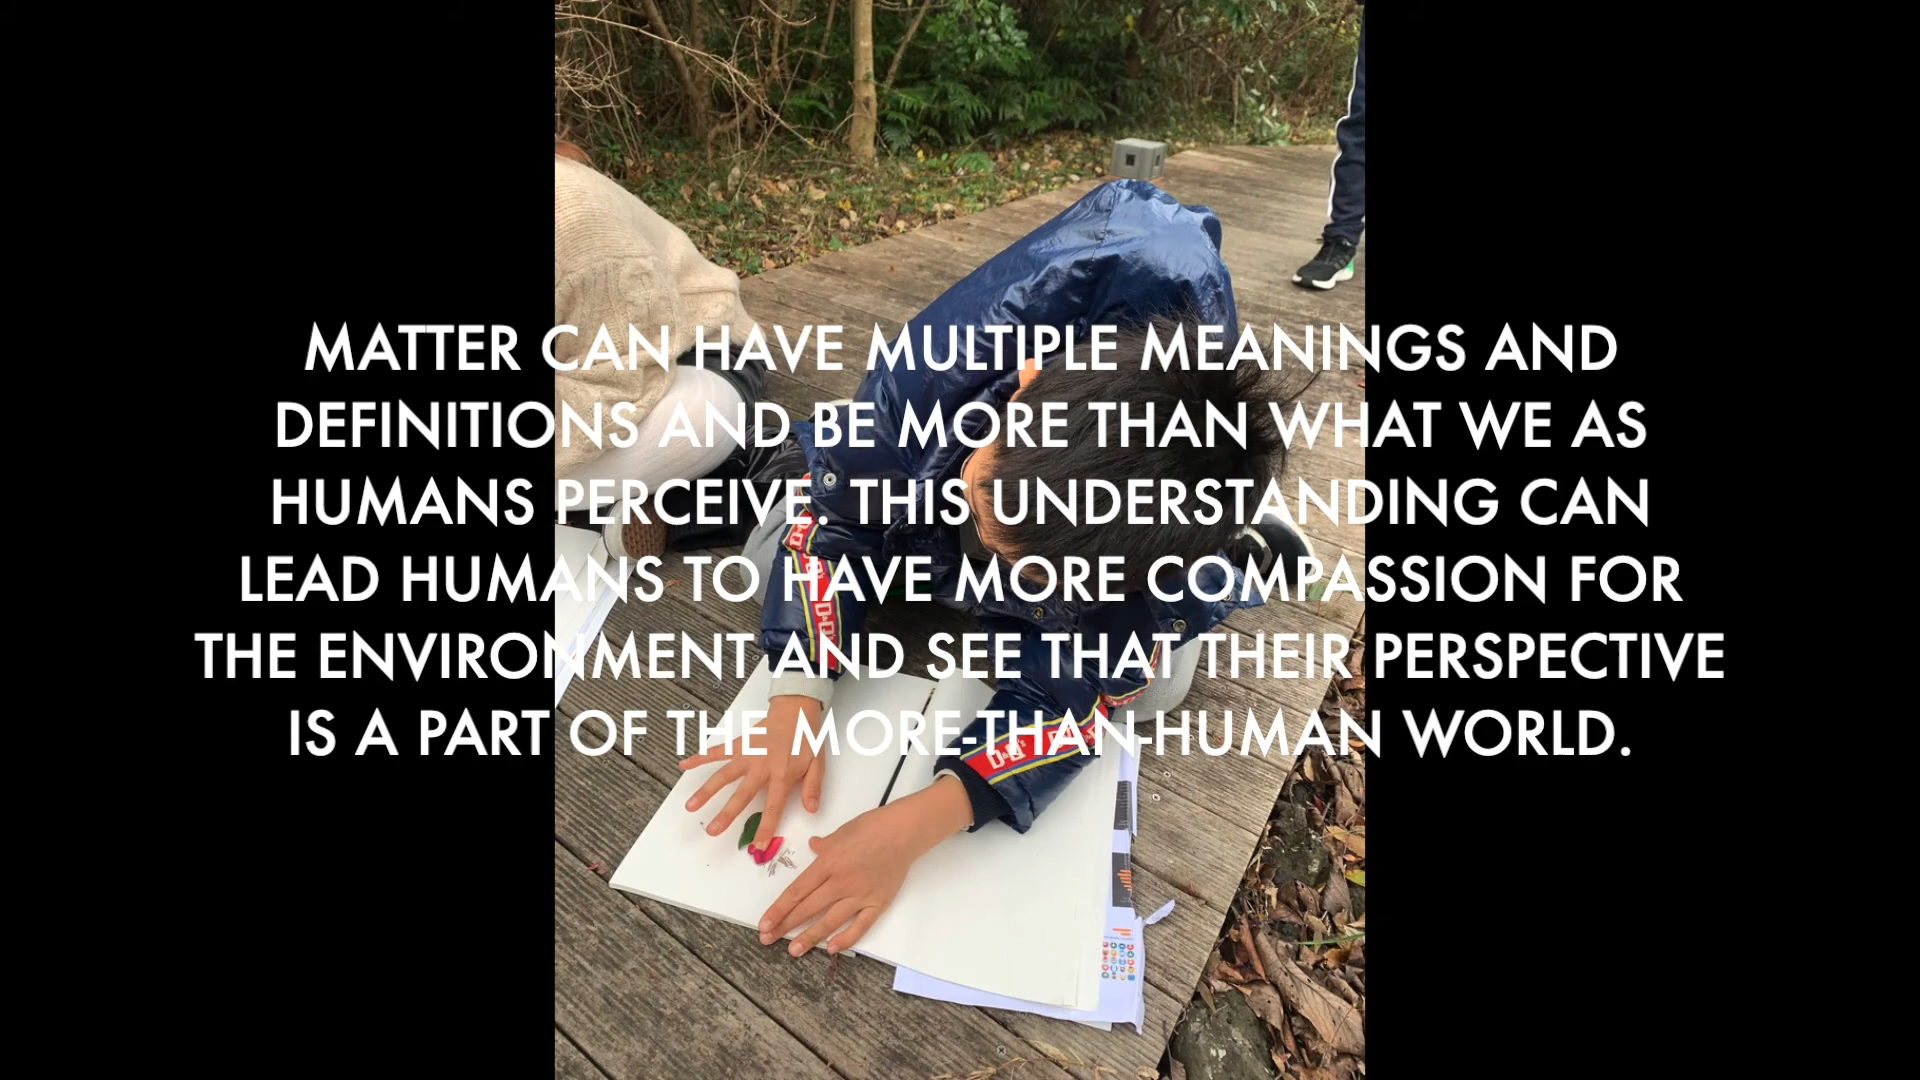 MATTER CAN HAVE MULTIPLE MEANINGS AND
DEFINITIONS AND BE MORE THAN WHAT WE AS
HUMANS PERCEIVE. THIS UNDERSTANDING CAN
LEAD HUMANS TO HAVE MORE COMPASSION FOR
THE ENVIRONMENT AND SEE THAT THEIR PERSPECTIVE
IS A PART OF THE MORE-THAN-HUMAN WORLD.